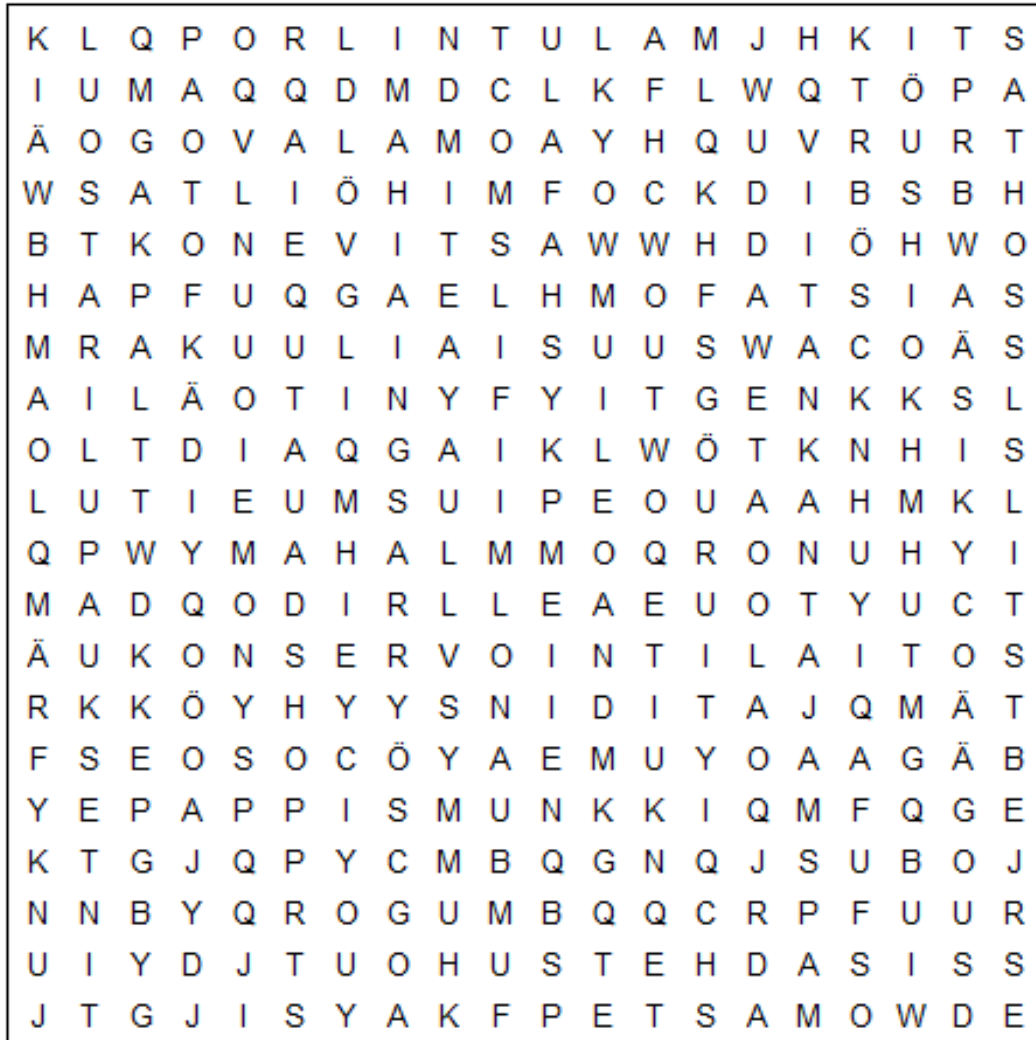 K L Q P O R L I N T U L A M J H K I T S
I U M A Q Q D M D C L K F L W Q T Ö P A
Ä O G O V A L A M O A Y H Q U V R U R T
W S A T L I Ö H I M F O C K D I B S B H
B T K O N E V I T S A W W H D I Ö H W O
H A P F U Q G A E L H M O F A T S I A S
M R A K U U L I A I S U U S W A C O Ä S
A I L Ä O T I N Y F Y I T G E N K K S L
O L T D I A Q G A I K L W Ö T K N H I S
L U T I E U M S U I P E O U A A H M K L
Q P W Y M A H A L M M O Q R O N U H Y I
M A D Q O D I R L L E A E U O T Y U C T
Ä U K O N S E R V O I N T I L A I T O S
R K K Ö Y H Y Y S N I D I T A J Q M Ä T
F S E O S O C Ö Y A E M U Y O A A G Ä B
Y E P A P P I S M U N K K I Q M F Q G E
K T G J Q P Y C M B Q G N Q J S U B O J
N N B Y Q R O G U M B Q Q C R P F U U R
U I Y D J T U O H U S T E H D A S I S S
J T G J I S Y A K F P E T S A M O W D E